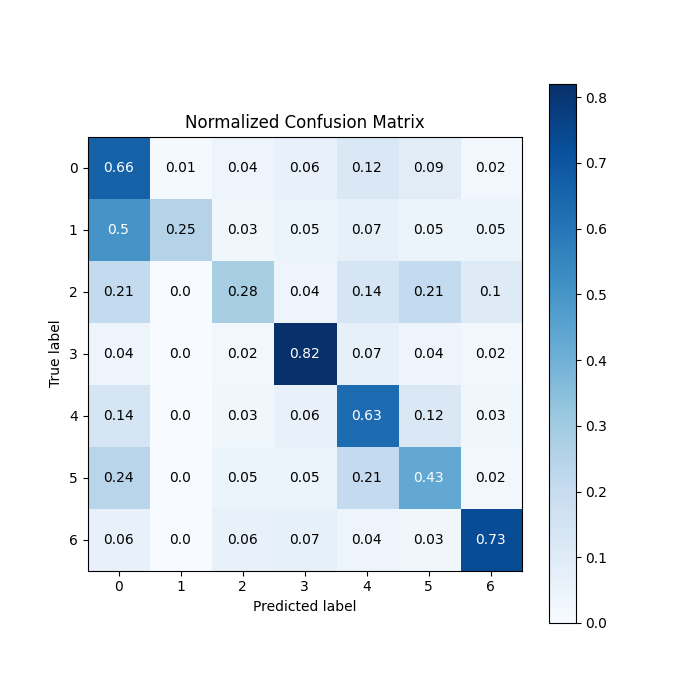 Normalized Confusion Matrix
True label
0 0.66 0.01 0.04 0.06 0.12 0.09 0.02
1 0.5 0.25 0.03 0.05 0.07 0.05 0.05
2 0.21 0.0 0.28 0.04 0.14 0.21 0.1
3 0.04 0.0 0.02 0.82 0.07 0.04 0.02
4 0.14 0.0 0.03 0.06 0.63 0.12 0.03
5 0.24 0.0 0.05 0.05 0.21 0.43 0.02
6 0.06 0.0 0.06 0.07 0.04 0.03 0.73
0 1 2 3 4 5 6
Predicted label
0.8
0.7
0.6
0.5
0.4
0.3
0.2
0.1
0.0